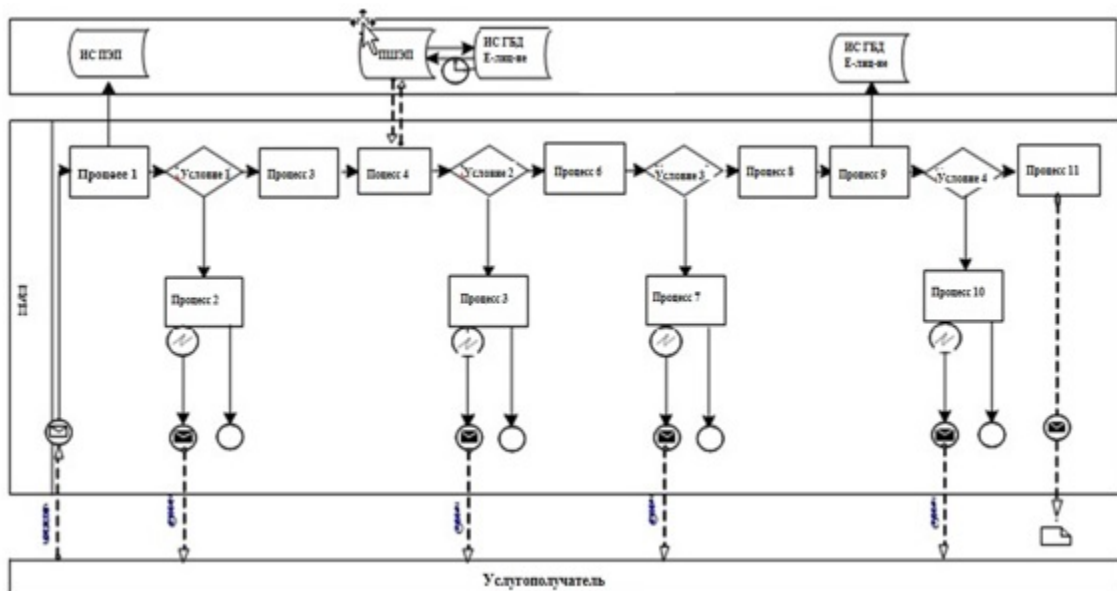 ИС ПЭП
ПШЭП
ИС ГБД
Е-лиц-ие
ИС ГБД
Е-лиц-ие
Процесс 1
Условие 1
Процесс 3
Поцесс 4
Условие 2
Процесс 6
Условие 3
Процесс 8
Процесс 9
Условие 4
Процесс 11
Процесс 2
Процесс 3
Процесс 7
Процесс 10
Услугополучатель